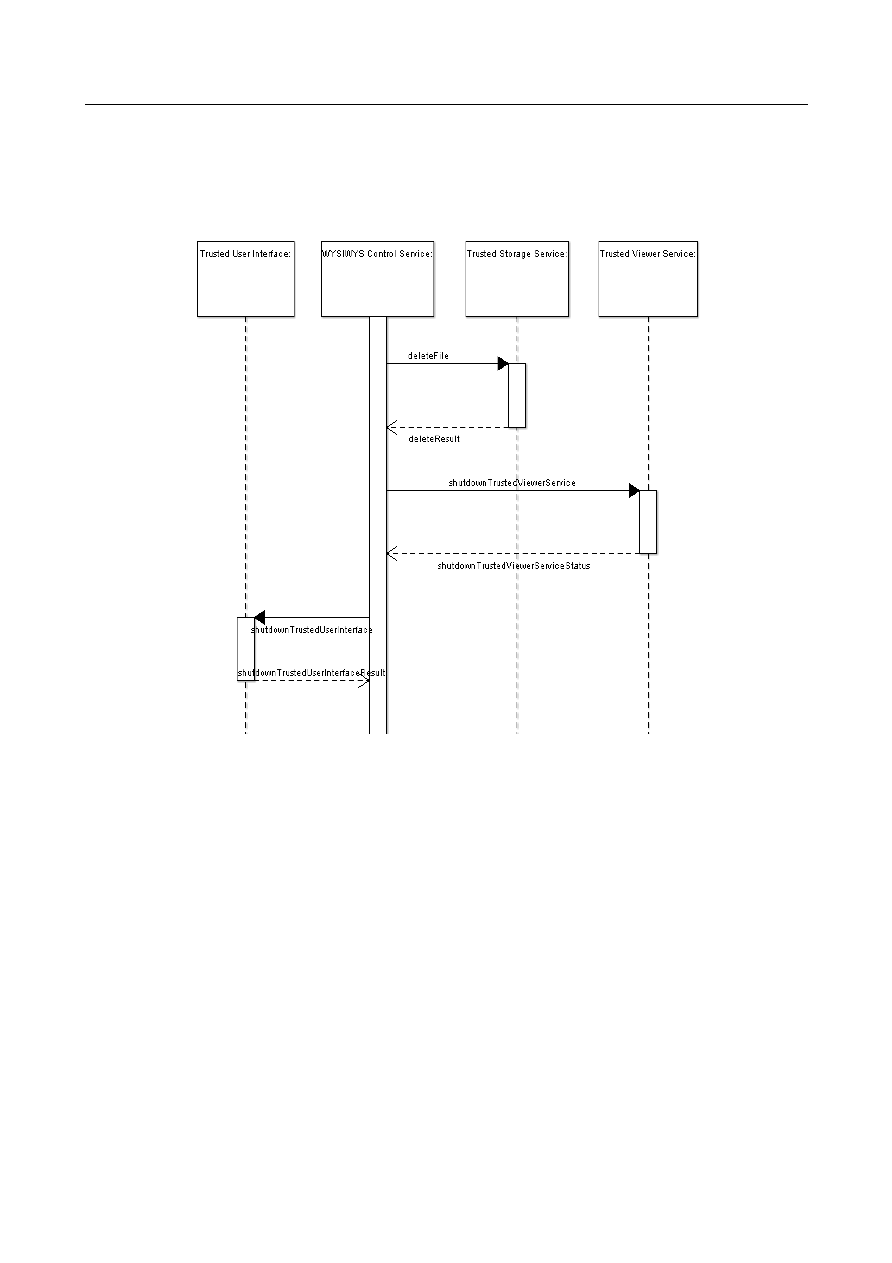 Trusted User Interface:
WYSIWYS Control Service:
Trusted Storage Service:
Trusted Viewer Service:
deleteFile
deleteResult
shutdownTrustedViewerService
shutdownTrustedViewerServiceStatus
shutdownTrustedUserInterface
shutdownTrustedUserInterfaceResult